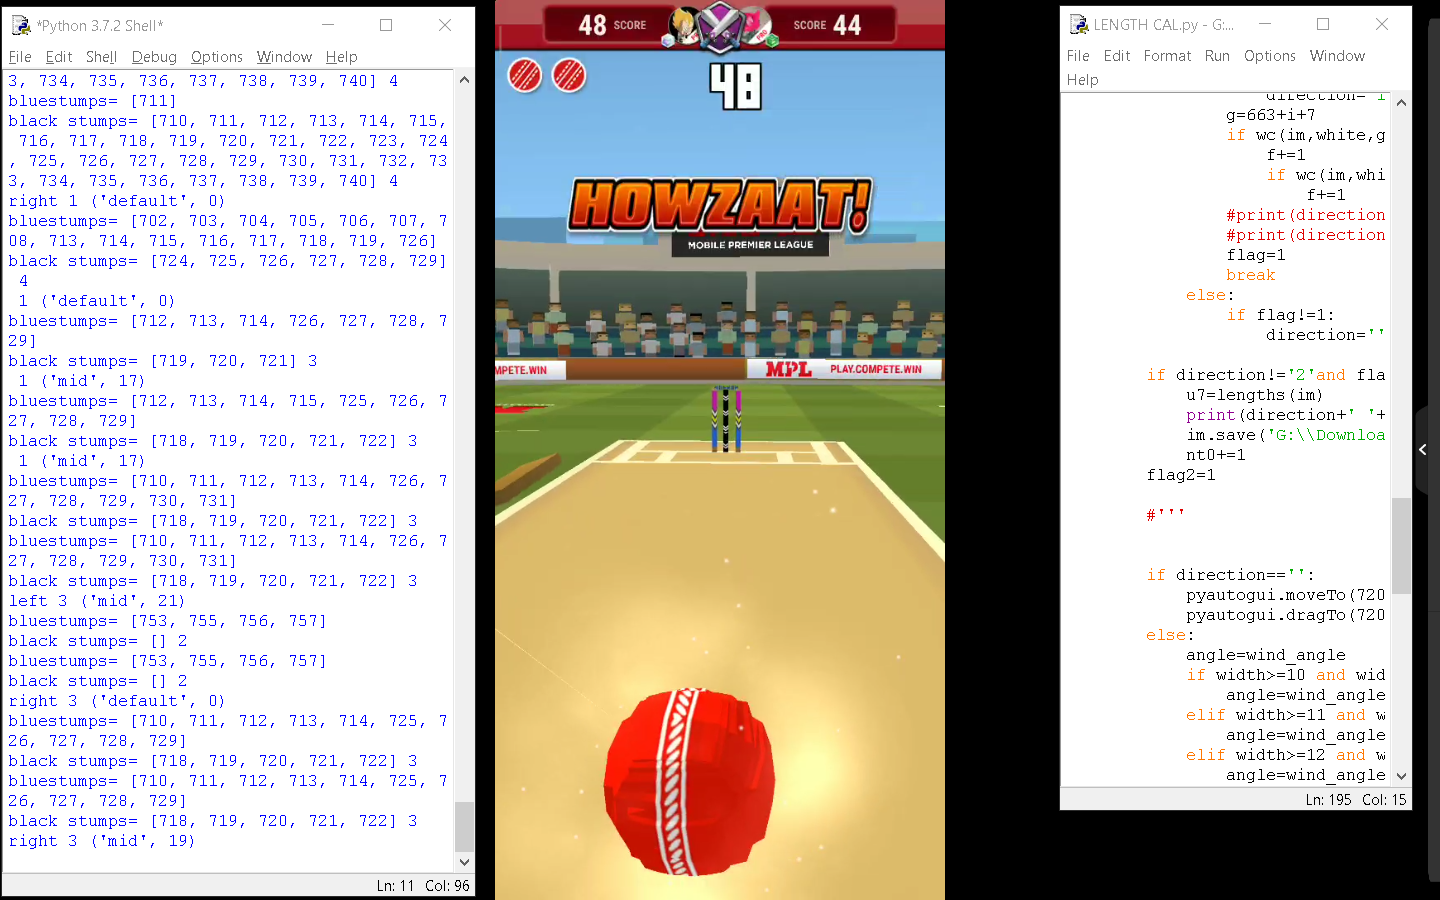 *Python 3.7.2 Shell*
File Edit Shell Debug Options Window Help
3, 734, 735, 736, 737, 738, 739, 740] 4
bluestumps= [711]
black stumps= [710, 711, 712, 713, 714, 715,
716, 717, 718, 719, 720, 721, 722, 723, 724
, 725, 726, 727, 728, 729, 730, 731, 732, 73
3, 734, 735, 736, 737, 738, 739, 740] 4
right 1 ('default', 0)
bluestumps= [702, 703, 704, 705, 706, 707, 7
08, 713, 714, 715, 716, 717, 718, 719, 726]
black stumps= [724, 725, 726, 727, 728, 729]
4
1 ('default', 0)
bluestumps= [712, 713, 714, 726, 727, 728, 7
29]
black stumps= [719, 720, 721] 3
1 ('mid', 17)
bluestumps= [712, 713, 714, 715, 725, 726, 7
27, 728, 729]
black stumps= [718, 719, 720, 721, 722] 3
1 ('mid', 17)
bluestumps= [710, 711, 712, 713, 714, 726, 7
27, 728, 729, 730, 731]
black stumps= [718, 719, 720, 721, 722] 3
bluestumps= [710, 711, 712, 713, 714, 726, 7
27, 728, 729, 730, 731]
black stumps= [718, 719, 720, 721, 722] 3
left 3 ('mid', 21)
bluestumps= [753, 755, 756, 757]
black stumps= [] 2
bluestumps= [753, 755, 756, 757]
black stumps= [] 2
right 3 ('default', 0)
bluestumps= [710, 711, 712, 713, 714, 725, 7
26, 727, 728, 729]
black stumps= [718, 719, 720, 721, 722] 3
bluestumps= [710, 711, 712, 713, 714, 725, 7
26, 727, 728, 729]
black stumps= [718, 719, 720, 721, 722] 3
right 3 ('mid', 19)
Ln: 11 Col: 96
48 SCORE
SCORE 44
48
HOWZAAT!
MOBILE PREMIER LEAGUE
MPETE.WIN
MPL PLAY.COMPETE.WIN
LENGTH CAL.py - G:...
File Edit Format Run Options Window
Help
direction='i
g=663+i+7
if wc(im,white,g
f+=1
if wc(im,whi
f+=1
#print(direction
#print(direction
flag=1
break
else:
if flag!=1:
direction=''
if direction!='2'and fla
u7=lengths(im)
print(direction+' '+
im.save('G:\\Downloa
nt0+=1
flag2=1
#'''
if direction=='':
pyautogui.moveTo(720
pyautogui.dragTo(720
else:
angle=wind_angle
if width>=10 and wid
angle=wind_angle
elif width>=11 and w
angle=wind_angle
elif width>=12 and w
angle=wind_angle
Ln: 195 Col: 15